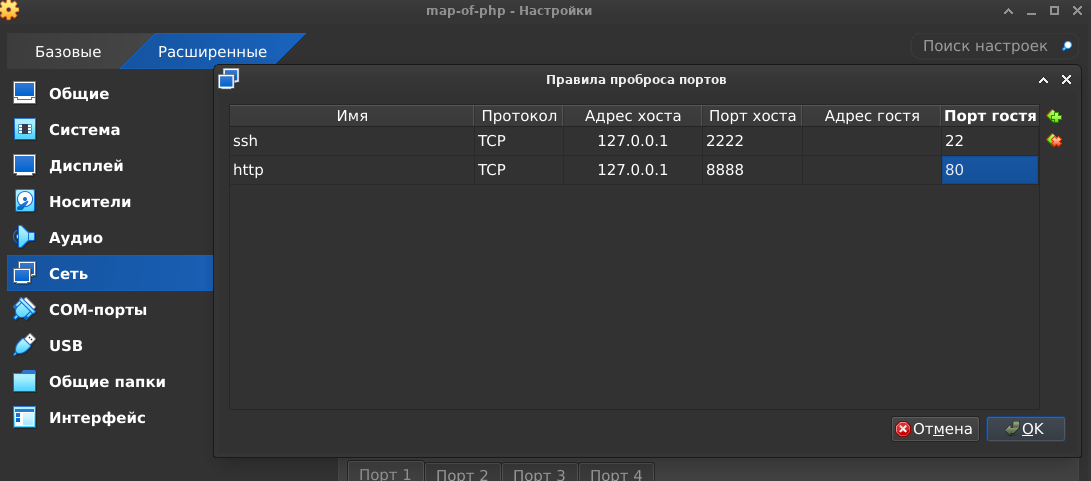 map-of-php - Настройки
Базовые Расширенные Поиск настроек
Общие
Система
Дисплей
Носители
Аудио
Сеть
COM-порты
USB
Общие папки
Интерфейс
Правила проброса портов
Имя Протокол Адрес хоста Порт хоста Адрес гостя Порт гостя
ssh TCP 127.0.0.1 2222 22
http TCP 127.0.0.1 8888 80
Отмена OK
Порт 1 Порт 2 Порт 3 Порт 4